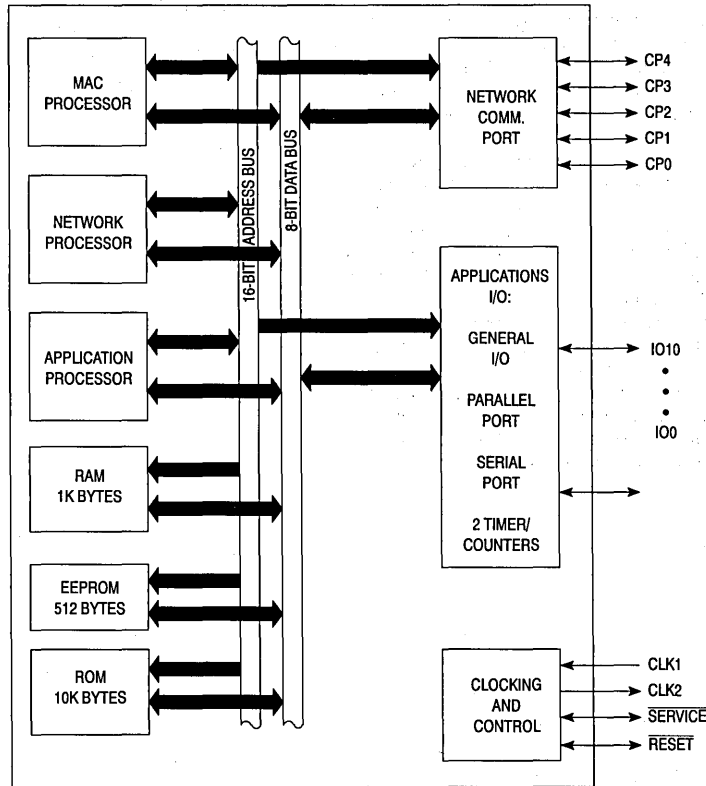 MAC
PROCESSOR
NETWORK
PROCESSOR
APPLICATION
PROCESSOR
RAM
1K BYTES
EEPROM
512 BYTES
ROM
10K BYTES
16-BIT ADDRESS BUS
8-BIT DATA BUS
NETWORK
COMM.
PORT
CP4
CP3
CP2
CP1
CP0
APPLICATIONS
I/O:
GENERAL
I/O
PARALLEL
PORT
SERIAL
PORT
2 TIMER/
COUNTERS
IO10
IO0
CLOCKING
AND
CONTROL
CLK1
CLK2
SERVICE
RESET